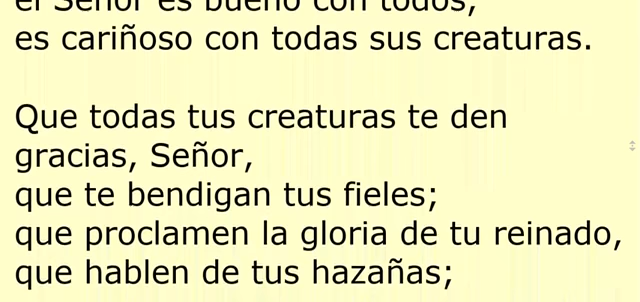 el Señor es bueno con todos,
es cariñoso con todas sus creaturas.
Que todas tus creaturas te den
gracias, Señor,
que te bendigan tus fieles;
que proclamen la gloria de tu reinado,
que hablen de tus hazañas;